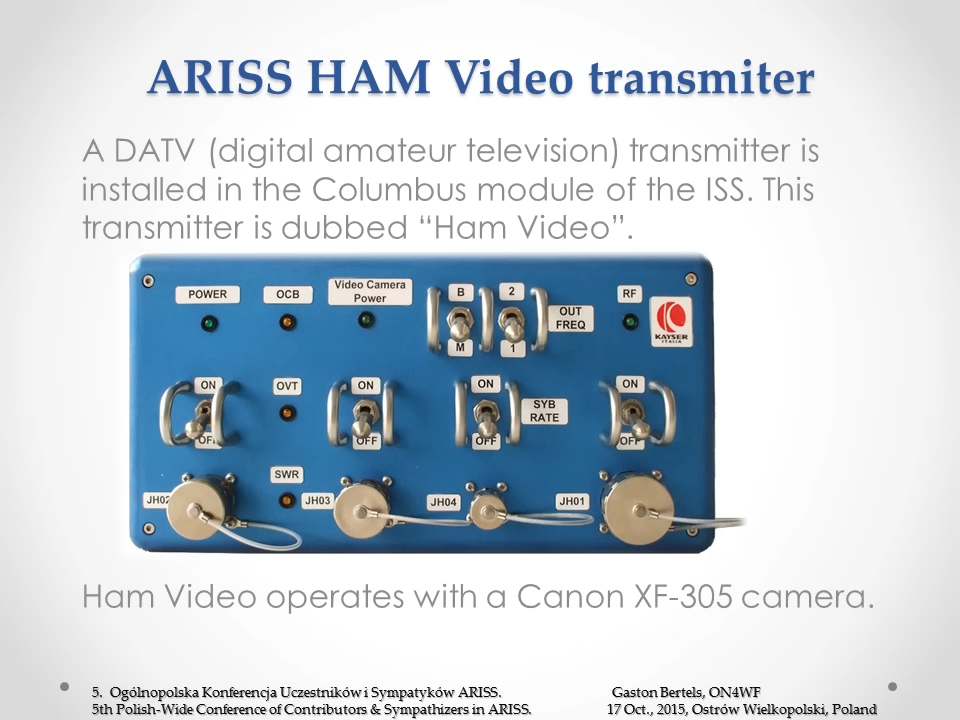 ARISS HAM Video transmiter
A DATV (digital amateur television) transmitter is
installed in the Columbus module of the ISS. This
transmitter is dubbed “Ham Video”.
POWER
OCB
Video Camera
Power
B
2
OUT
FREQ
M
1
RF
KAYSER
ITALIA
ON
OFF
OVT
ON
OFF
ON
OFF
SYB
RATE
ON
OFF
SWR
JH02
JH03
JH04
JH01
Ham Video operates with a Canon XF-305 camera.
5. Ogólnopolska Konferencja Uczestników i Sympatyków ARISS. Gaston Bertels, ON4WF
5th Polish-Wide Conference of Contributors & Sympathizers in ARISS. 17 Oct., 2015, Ostrów Wielkopolski, Poland